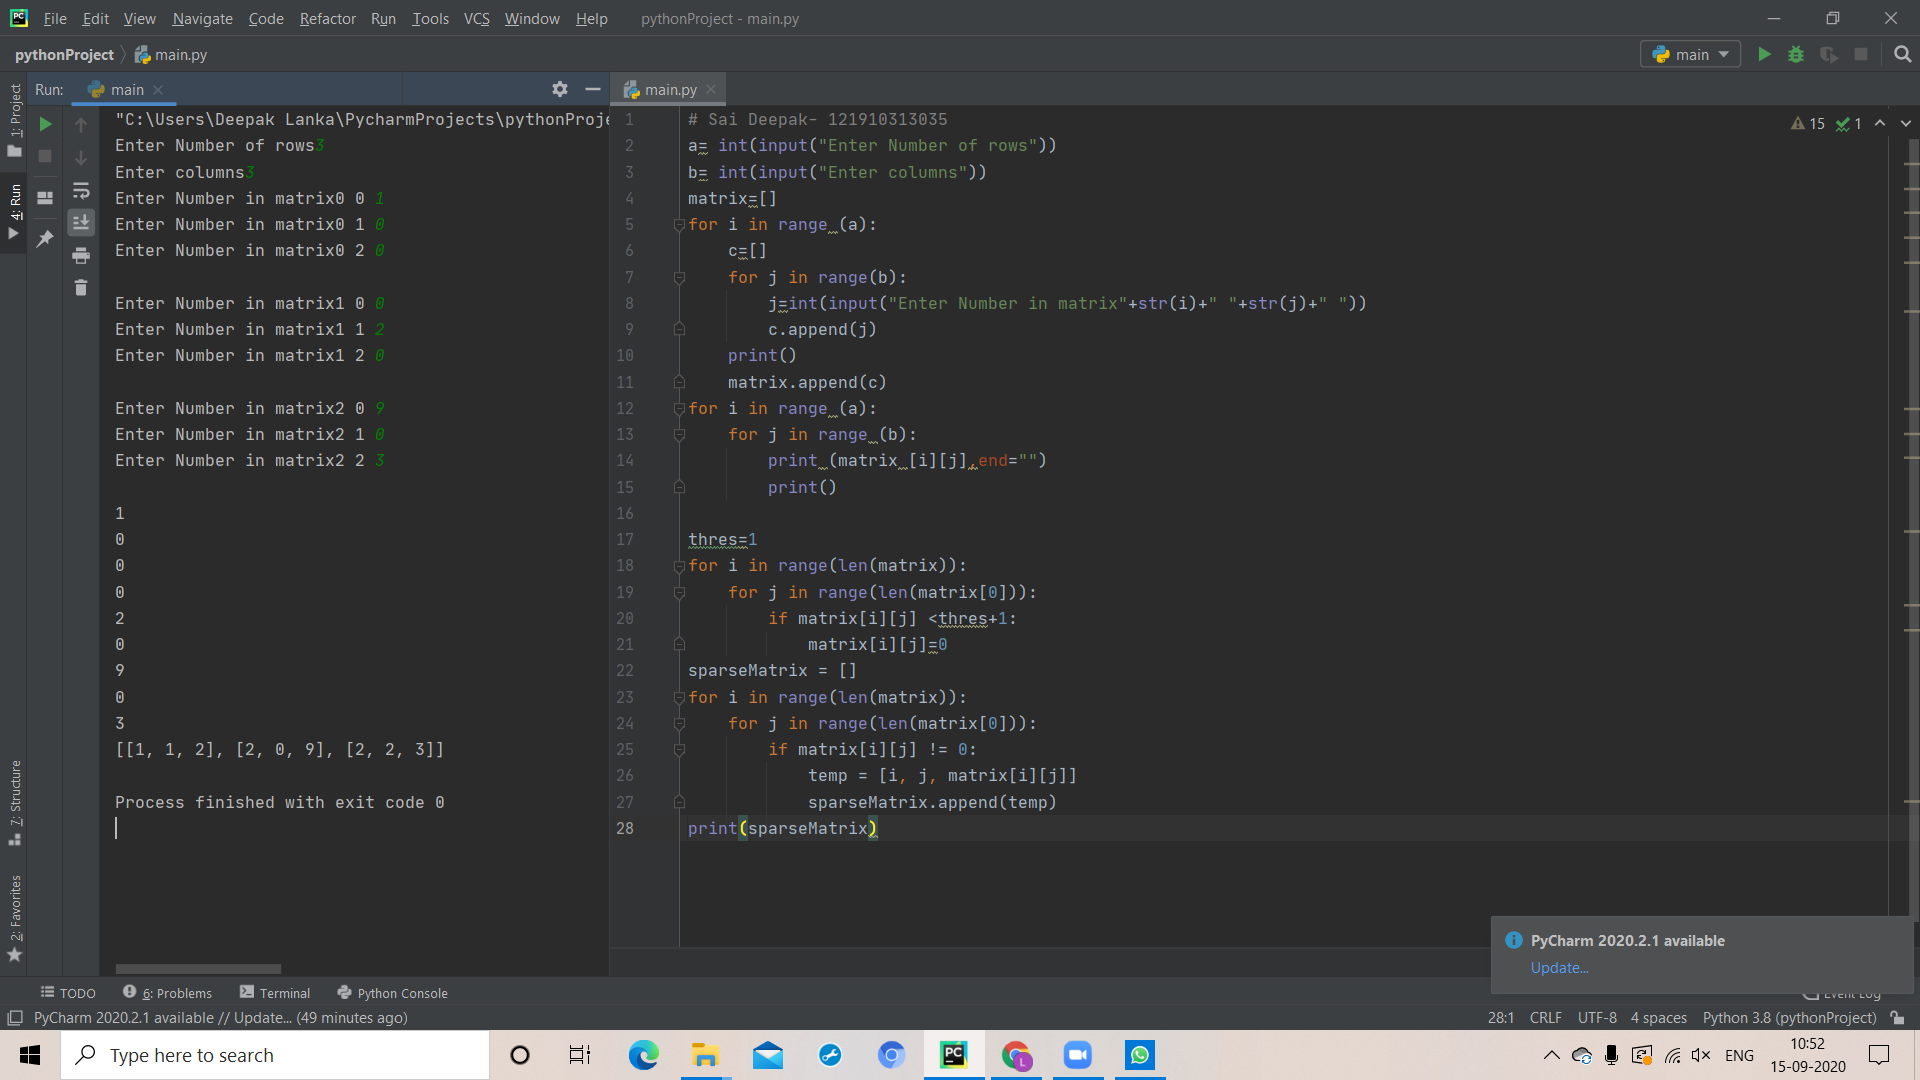 File Edit View Navigate Code Refactor Run Tools VCS Window Help pythonProject - main.py
pythonProject main.py
main
Run: main
main.py
1: Project
4: Run
7: Structure
2: Favorites
"C:\Users\Deepak Lanka\PycharmProjects\pythonProje
Enter Number of rows3
Enter columns3
Enter Number in matrix0 0 1
Enter Number in matrix0 1 0
Enter Number in matrix0 2 0
Enter Number in matrix1 0 0
Enter Number in matrix1 1 2
Enter Number in matrix1 2 0
Enter Number in matrix2 0 9
Enter Number in matrix2 1 0
Enter Number in matrix2 2 3
1
0
0
0
2
0
9
0
3
[[1, 1, 2], [2, 0, 9], [2, 2, 3]]
Process finished with exit code 0
15 1
1 # Sai Deepak- 121910313035
2 a= int(input("Enter Number of rows"))
3 b= int(input("Enter columns"))
4 matrix=[]
5 for i in range (a):
6     c=[]
7     for j in range(b):
8         j=int(input("Enter Number in matrix"+str(i)+" "+str(j)+" "))
9         c.append(j)
10     print()
11     matrix.append(c)
12 for i in range (a):
13     for j in range (b):
14         print (matrix [i][j],end="")
15         print()
16
17 thres=1
18 for i in range(len(matrix)):
19     for j in range(len(matrix[0])):
20         if matrix[i][j] <thres+1:
21             matrix[i][j]=0
22 sparseMatrix = []
23 for i in range(len(matrix)):
24     for j in range(len(matrix[0])):
25         if matrix[i][j] != 0:
26             temp = [i, j, matrix[i][j]]
27             sparseMatrix.append(temp)
28 print(sparseMatrix)
PyCharm 2020.2.1 available
Update...
TODO 6: Problems Terminal Python Console Event Log
PyCharm 2020.2.1 available // Update... (49 minutes ago) 28:1 CRLF UTF-8 4 spaces Python 3.8 (pythonProject)
Type here to search
ENG
10:52
15-09-2020